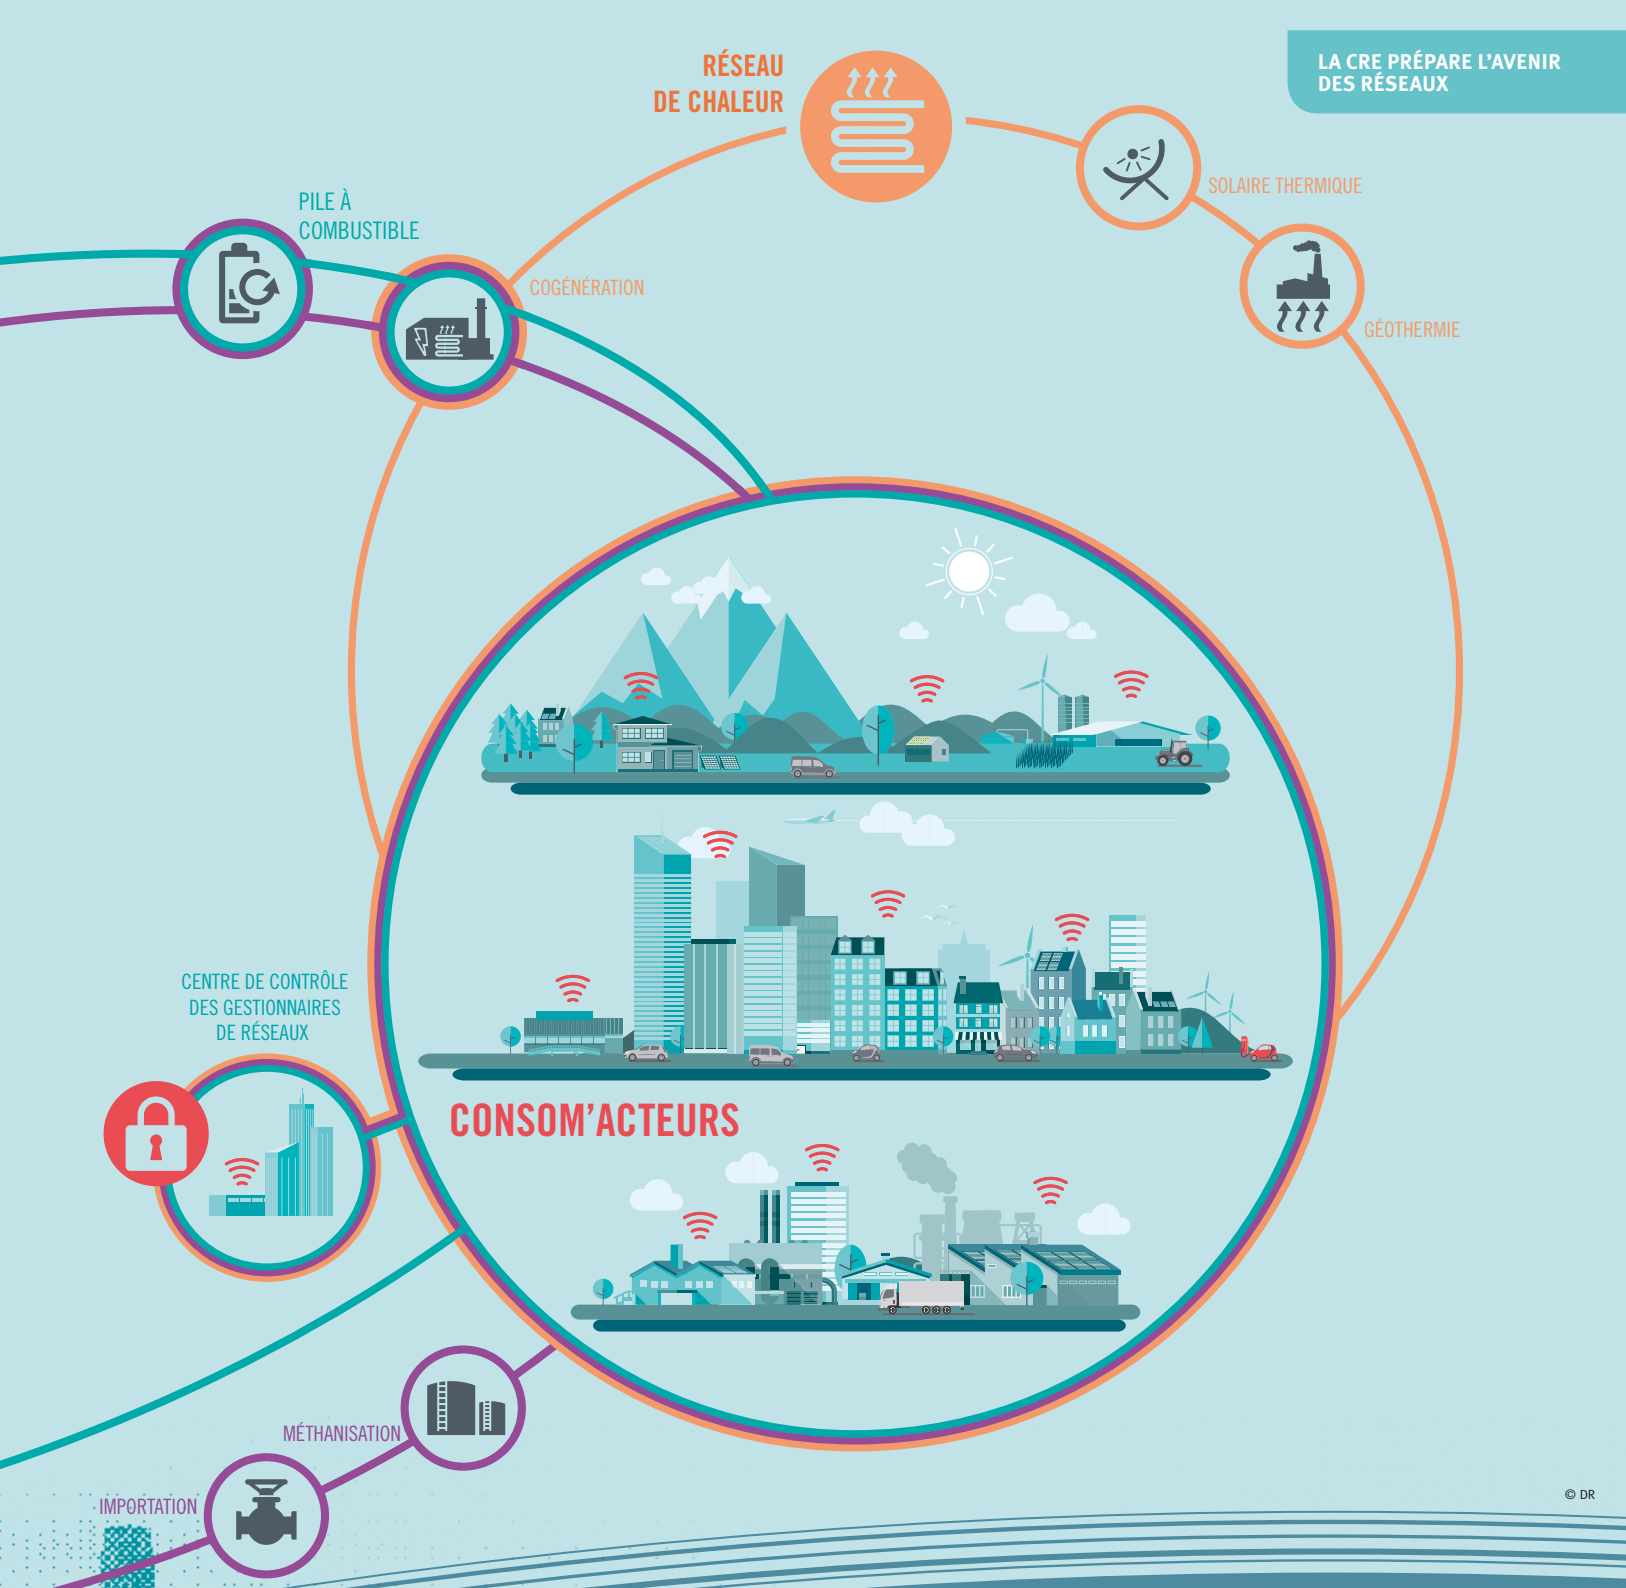 RÉSEAU
DE CHALEUR
LA CRE PRÉPARE L’AVENIR
DES RÉSEAUX
SOLAIRE THERMIQUE
PILE À
COMBUSTIBLE
COGÉNÉRATION
GÉOTHERMIE
CENTRE DE CONTRÔLE
DES GESTIONNAIRES
DE RÉSEAUX
CONSOM’ACTEURS
MÉTHANISATION
IMPORTATION
© DR